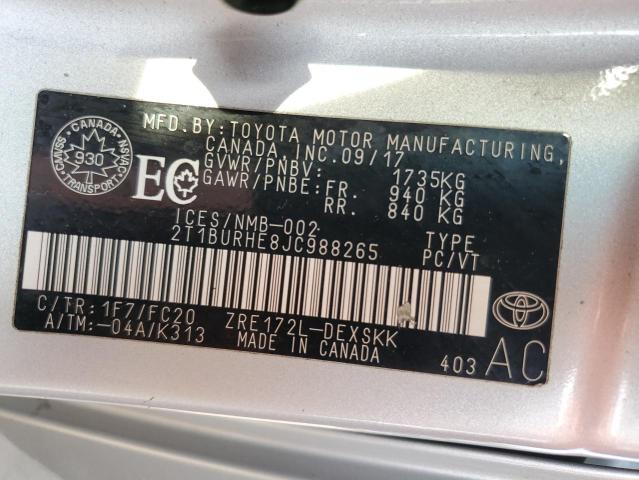 MFD.BY: TOYOTA MOTOR MANUFACTURING,
CANADA, INC. 09/17
GVWR/PNBV: 1735KG
GAWR/PNBE: FR. 940 KG
RR. 840 KG
CANADA
NSVAC-
930
SMVAC
TRANSPORT
EC
ICES/NMB-002
2T1BURHE8JC988265
TYPE
PC/VT
C/TR: 1F7/FC20
A/TM: -04A/K313
ZRE172L-DEXSKK
MADE IN CANADA
403 AC